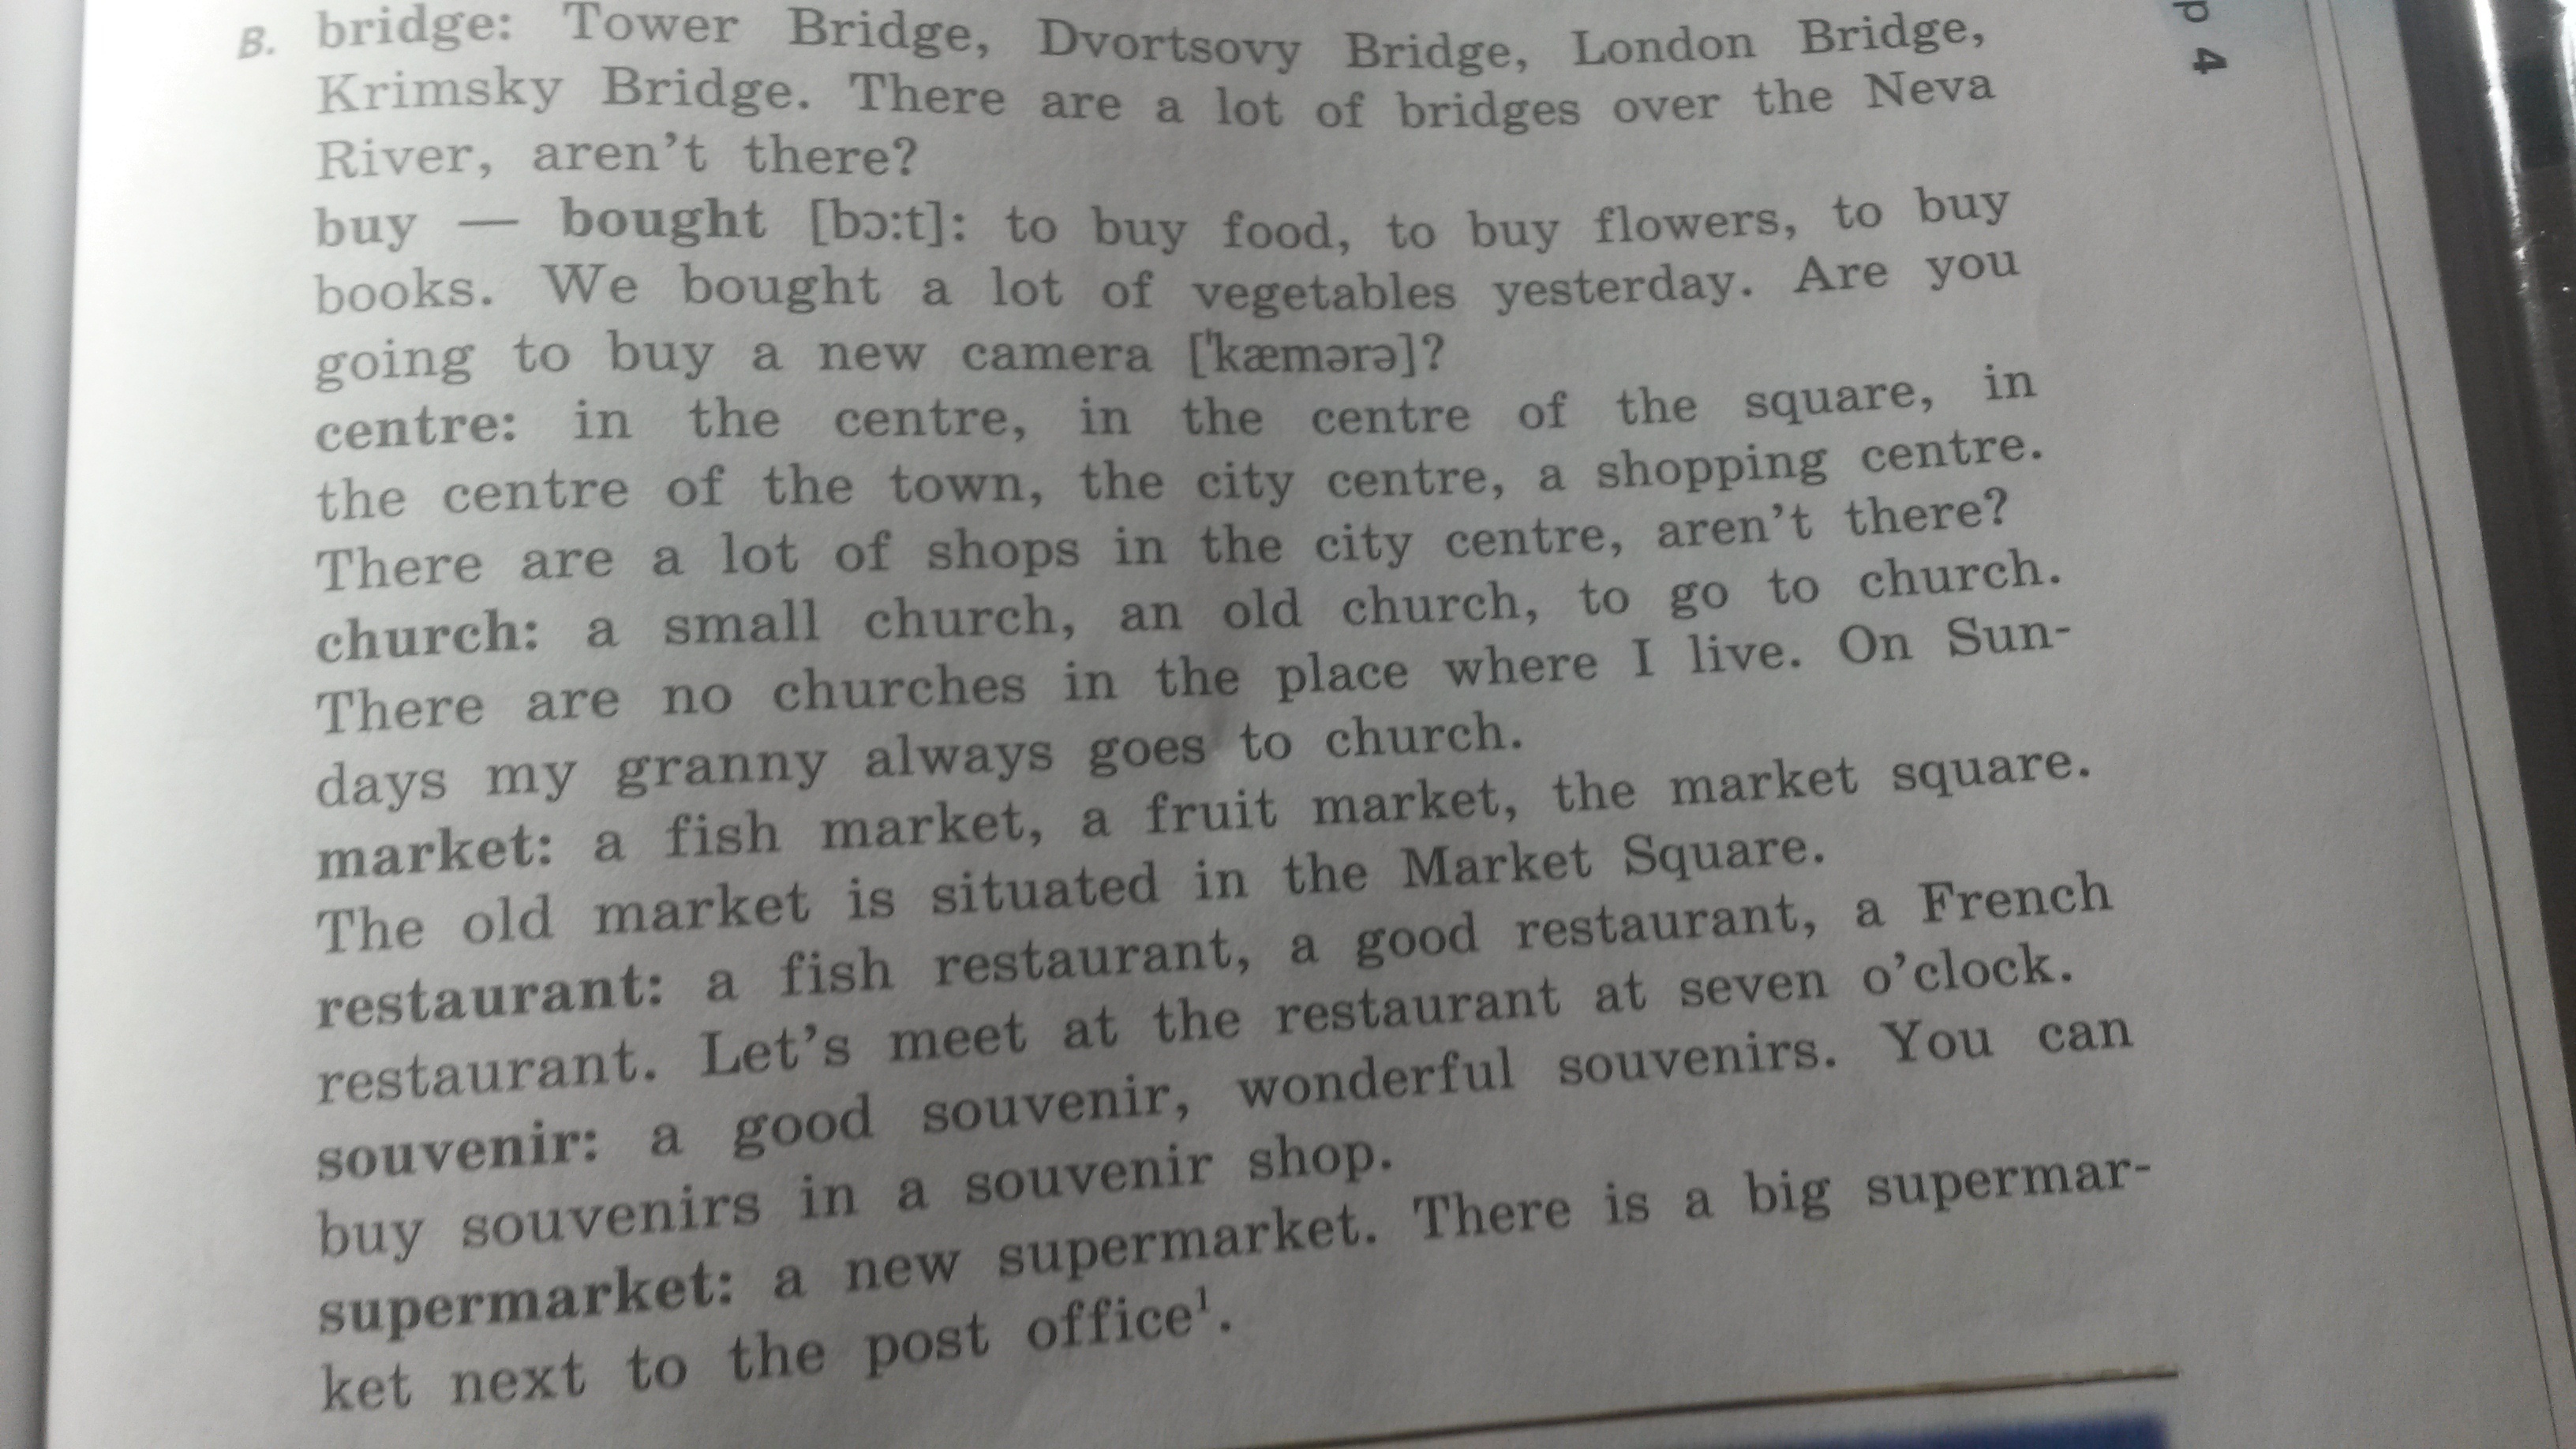 B. bridge: Tower Bridge, Dvortsovy Bridge, London Bridge,
Krimsky Bridge. There are a lot of bridges over the Neva
River, aren't there?
buy — bought [bɔ:t]: to buy food, to buy flowers, to buy
books. We bought a lot of vegetables yesterday. Are you
going to buy a new camera [ˈkæmərə]?
centre: in the centre, in the centre of the square, in
the centre of the town, the city centre, a shopping centre.
There are a lot of shops in the city centre, aren't there?
church: a small church, an old church, to go to church.
There are no churches in the place where I live. On Sun-
days my granny always goes to church.
market: a fish market, a fruit market, the market square.
The old market is situated in the Market Square.
restaurant: a fish restaurant, a good restaurant, a French
restaurant. Let's meet at the restaurant at seven o'clock.
souvenir: a good souvenir, wonderful souvenirs. You can
buy souvenirs in a souvenir shop.
supermarket: a new supermarket. There is a big supermar-
ket next to the post office¹.
p 4